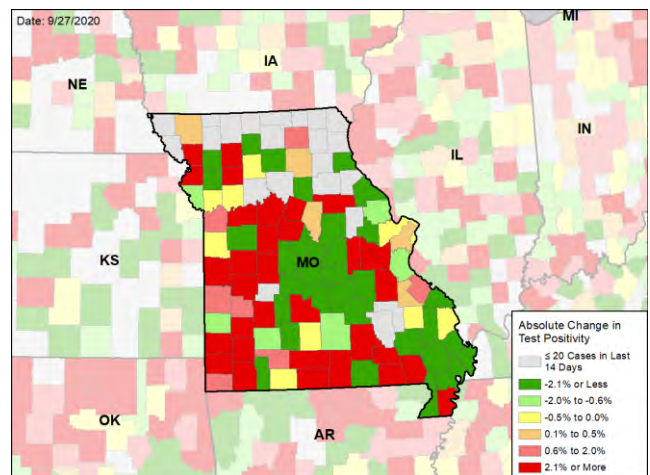 Date: 9/27/2020
MI
IA
NE
IN
IL
KS
MO
Absolute Change in
Test Positivity
≤ 20 Cases in Last
14 Days
-2.1% or Less
-2.0% to -0.6%
-0.5% to 0.0%
0.1% to 0.5%
0.6% to 2.0%
2.1% or More
OK
AR